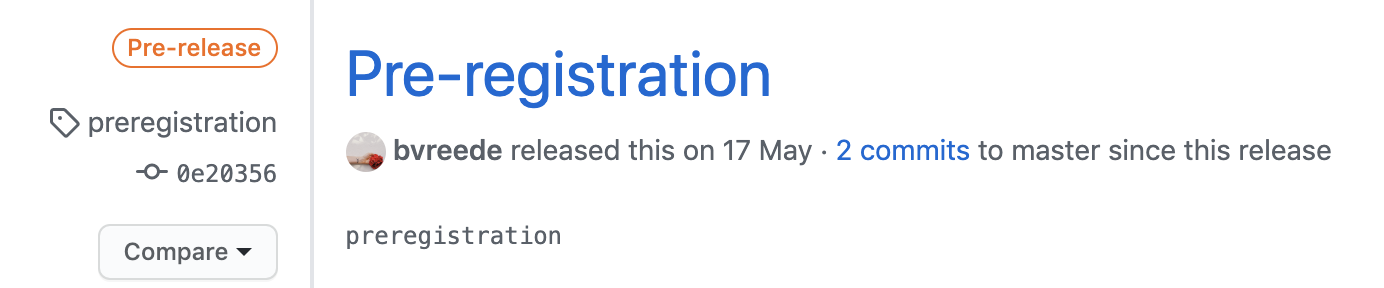 Pre-release
preregistration
0e20356
Compare
Pre-registration
bvreede released this on 17 May · 2 commits to master since this release
preregistration